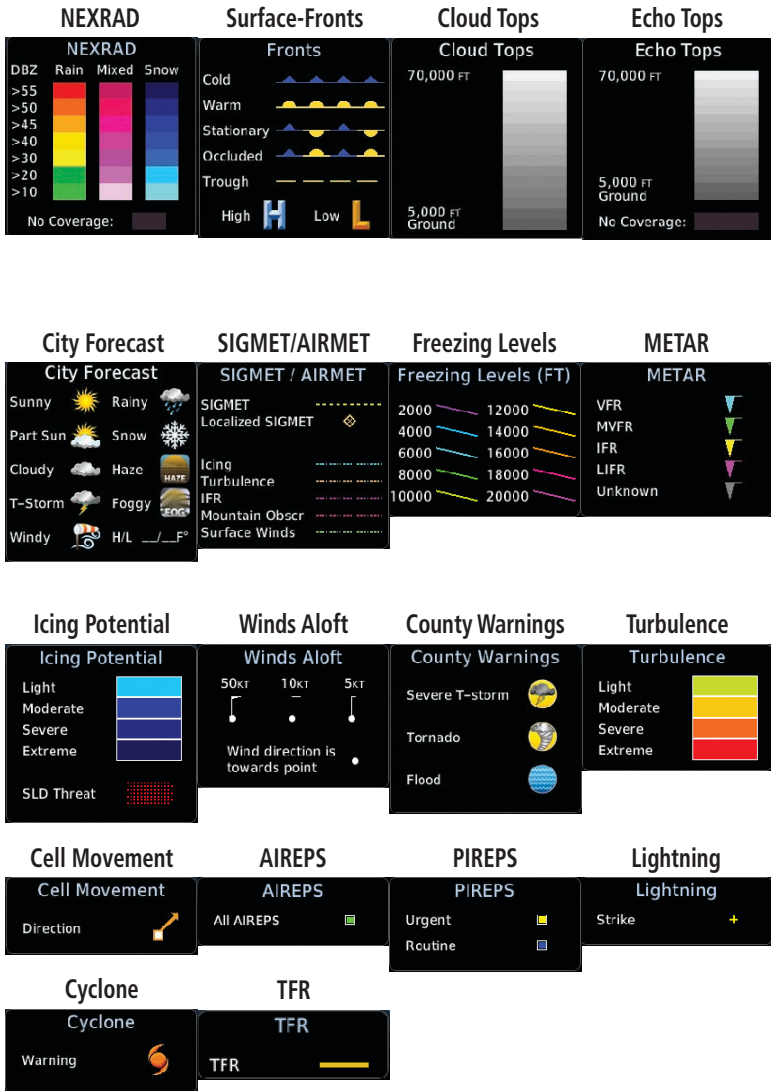 NEXRAD Surface-Fronts Cloud Tops Echo Tops
NEXRAD
DBZ Rain Mixed Snow
>55
>50
>45
>40
>30
>20
>10
No Coverage:
Fronts
Cold
Warm
Stationary
Occluded
Trough
High H Low L
Cloud Tops
70,000 FT
5,000 FT
Ground
Echo Tops
70,000 FT
5,000 FT
Ground
No Coverage:
City Forecast SIGMET/AIRMET Freezing Levels METAR
City Forecast
Sunny Rainy
Part Sun Snow
Cloudy Haze HAZE
T-Storm Foggy FOG
Windy H/L __/__F°
SIGMET / AIRMET
SIGMET
Localized SIGMET
Icing
Turbulence
IFR
Mountain Obscr
Surface Winds
Freezing Levels (FT)
2000 12000
4000 14000
6000 16000
8000 18000
10000 20000
METAR
VFR
MVFR
IFR
LIFR
Unknown
Icing Potential Winds Aloft County Warnings Turbulence
Icing Potential
Light
Moderate
Severe
Extreme
SLD Threat
Winds Aloft
50KT 10KT 5KT
Wind direction is
towards point
County Warnings
Severe T-storm
Tornado
Flood
Turbulence
Light
Moderate
Severe
Extreme
Cell Movement AIREPS PIREPS Lightning
Cell Movement
Direction
AIREPS
All AIREPS
PIREPS
Urgent
Routine
Lightning
Strike
Cyclone TFR
Cyclone
Warning
TFR
TFR